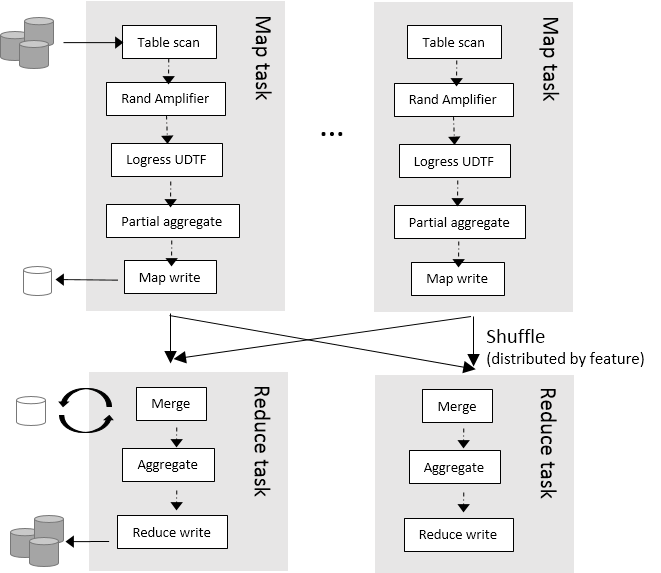 Map task
Table scan
Rand Amplifier
Logress UDTF
Partial aggregate
Map write
...
Map task
Table scan
Rand Amplifier
Logress UDTF
Partial aggregate
Map write
Shuffle
(distributed by feature)
Reduce task
Merge
Aggregate
Reduce write
Reduce task
Merge
Aggregate
Reduce write